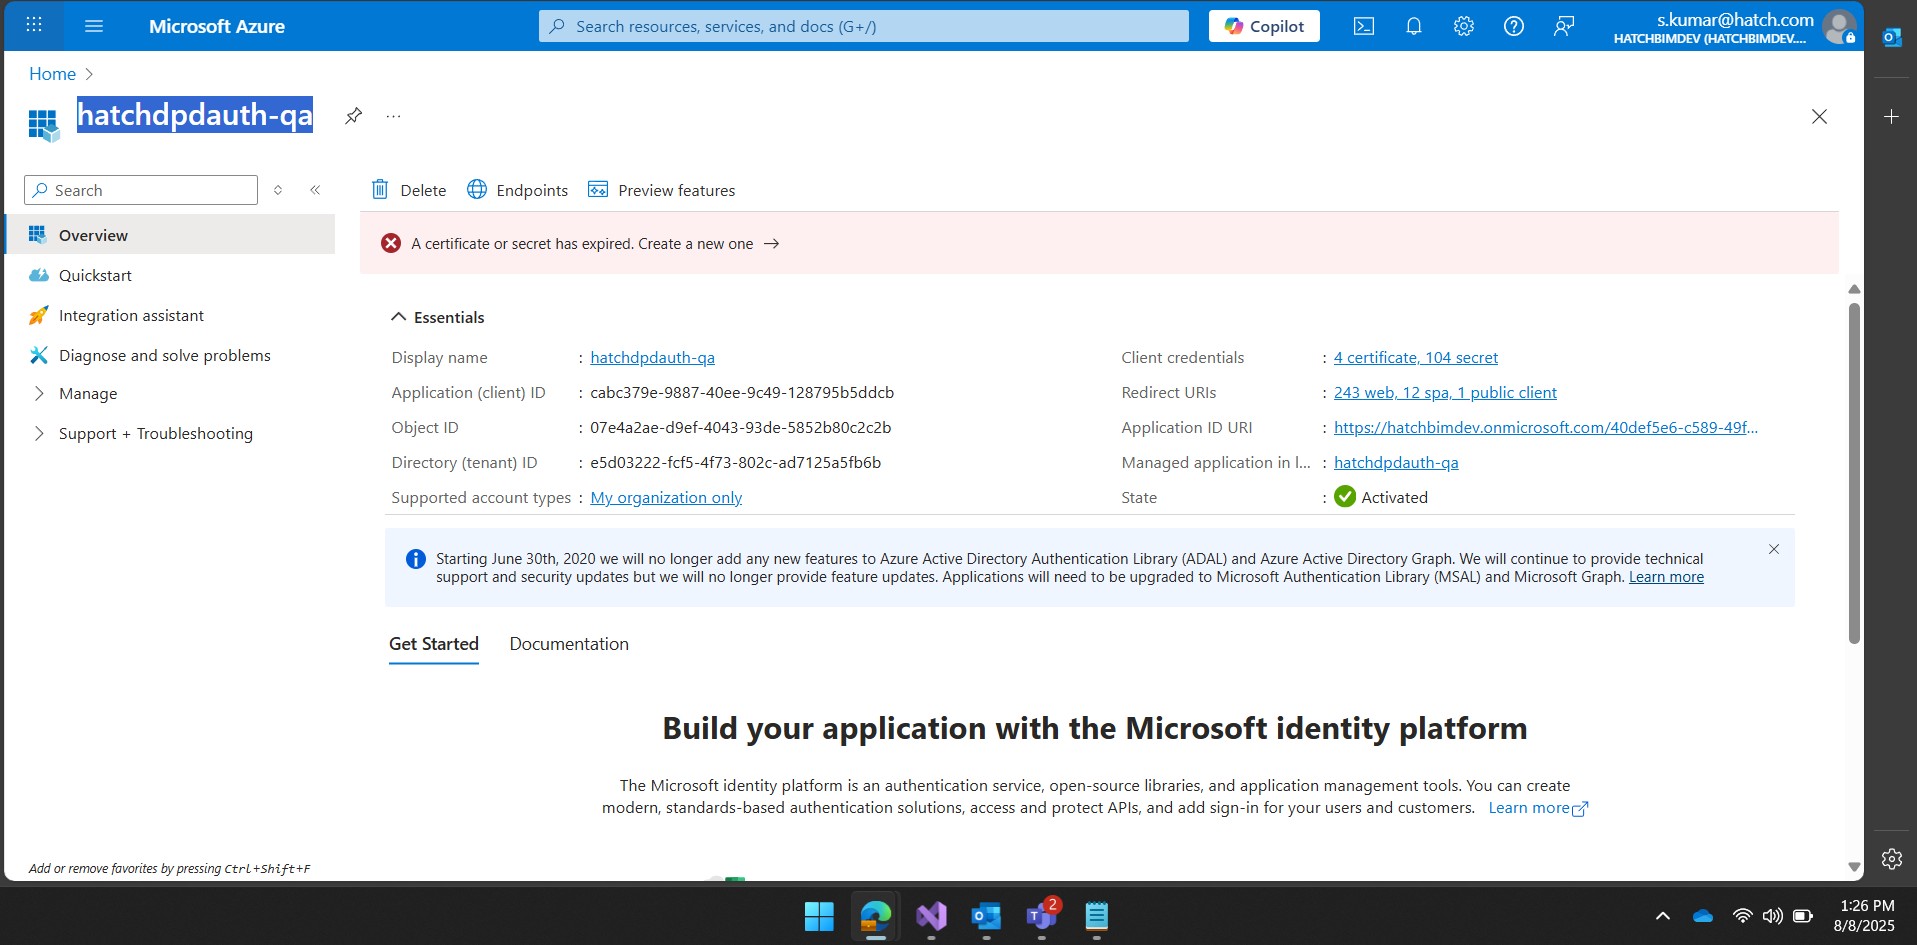 Microsoft Azure
Search resources, services, and docs (G+/)
Copilot
s.kumar@hatch.com
HATCHBIMDEV (HATCHBIMDEV....
Home
hatchdpdauth-qa
Search
Delete
Endpoints
Preview features
Overview
Quickstart
Integration assistant
Diagnose and solve problems
Manage
Support + Troubleshooting
A certificate or secret has expired. Create a new one →
Essentials
Display name : hatchdpdauth-qa
Application (client) ID : cabc379e-9887-40ee-9c49-128795b5ddcb
Object ID : 07e4a2ae-d9ef-4043-93de-5852b80c2c2b
Directory (tenant) ID : e5d03222-fcf5-4f73-802c-ad7125a5fb6b
Supported account types : My organization only
Client credentials : 4 certificate, 104 secret
Redirect URIs : 243 web, 12 spa, 1 public client
Application ID URI : https://hatchbimdev.onmicrosoft.com/40def5e6-c589-49f...
Managed application in l... : hatchdpdauth-qa
State : Activated
Starting June 30th, 2020 we will no longer add any new features to Azure Active Directory Authentication Library (ADAL) and Azure Active Directory Graph. We will continue to provide technical
support and security updates but we will no longer provide feature updates. Applications will need to be upgraded to Microsoft Authentication Library (MSAL) and Microsoft Graph. Learn more
Get Started
Documentation
Build your application with the Microsoft identity platform
The Microsoft identity platform is an authentication service, open-source libraries, and application management tools. You can create
modern, standards-based authentication solutions, access and protect APIs, and add sign-in for your users and customers. Learn more
Add or remove favorites by pressing Ctrl+Shift+F
2
1:26 PM
8/8/2025